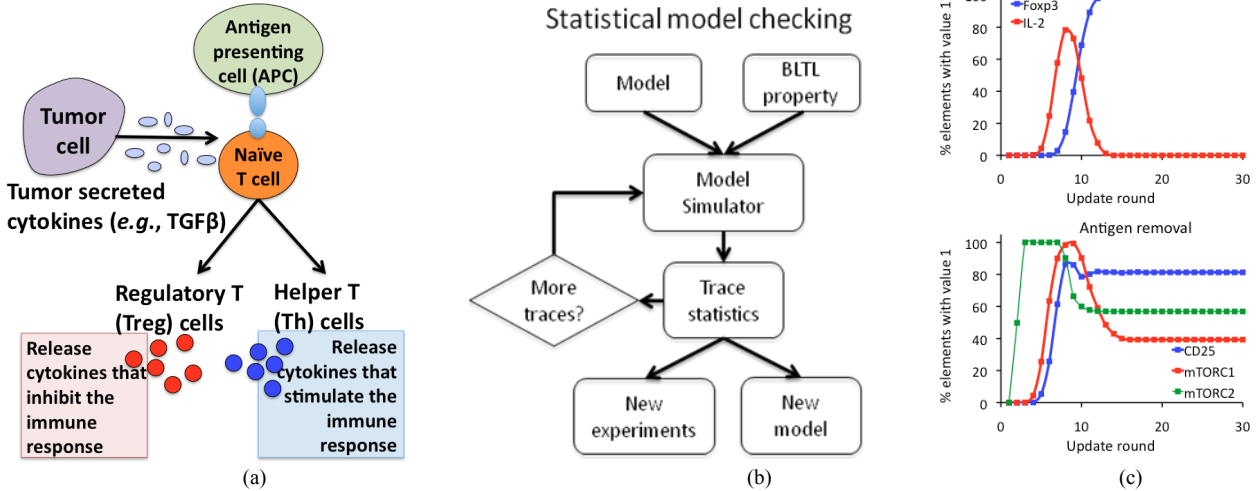 Antigen
presenting
cell (APC)
Tumor
cell
Naïve
T cell
Tumor secreted
cytokines (e.g., TGFβ)
Regulatory T
(Treg) cells
Helper T
(Th) cells
Release
cytokines that
inhibit the
immune
response
Release
cytokines that
stimulate the
immune
response
(a)
Statistical model checking
Model
BLTL
property
Model
Simulator
More
traces?
Trace
statistics
New
experiments
New
model
(b)
% elements with value 1
Foxp3
IL-2
80
60
40
20
0
0 10 20 30
Update round
Antigen removal
% elements with value 1
100
80
60
40
20
0
CD25
mTORC1
mTORC2
0 10 20 30
Update round
(c)